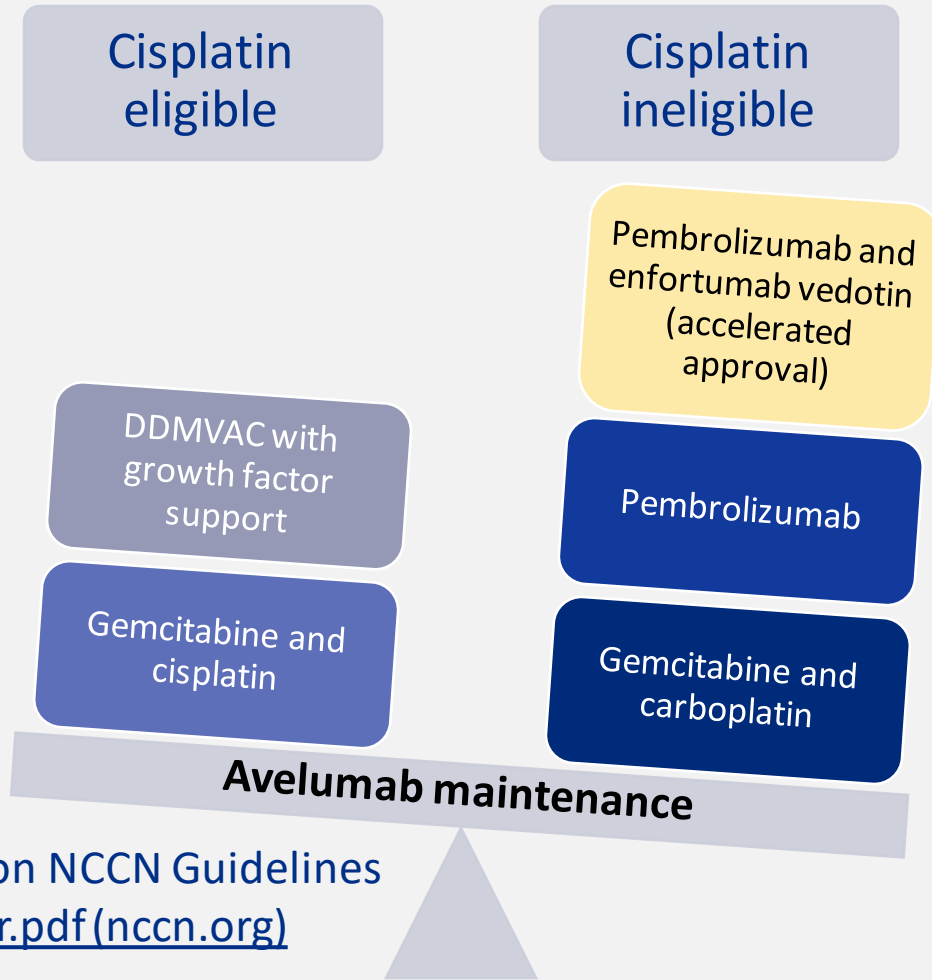 Cisplatin
eligible
Cisplatin
ineligible
Pembrolizumab and
enfortumab vedotin
(accelerated
approval)
DDMVAC with
growth factor
support
Pembrolizumab
Gemcitabine and
cisplatin
Gemcitabine and
carboplatin
Avelumab maintenance
on NCCN Guidelines
r.pdf (nccn.org)